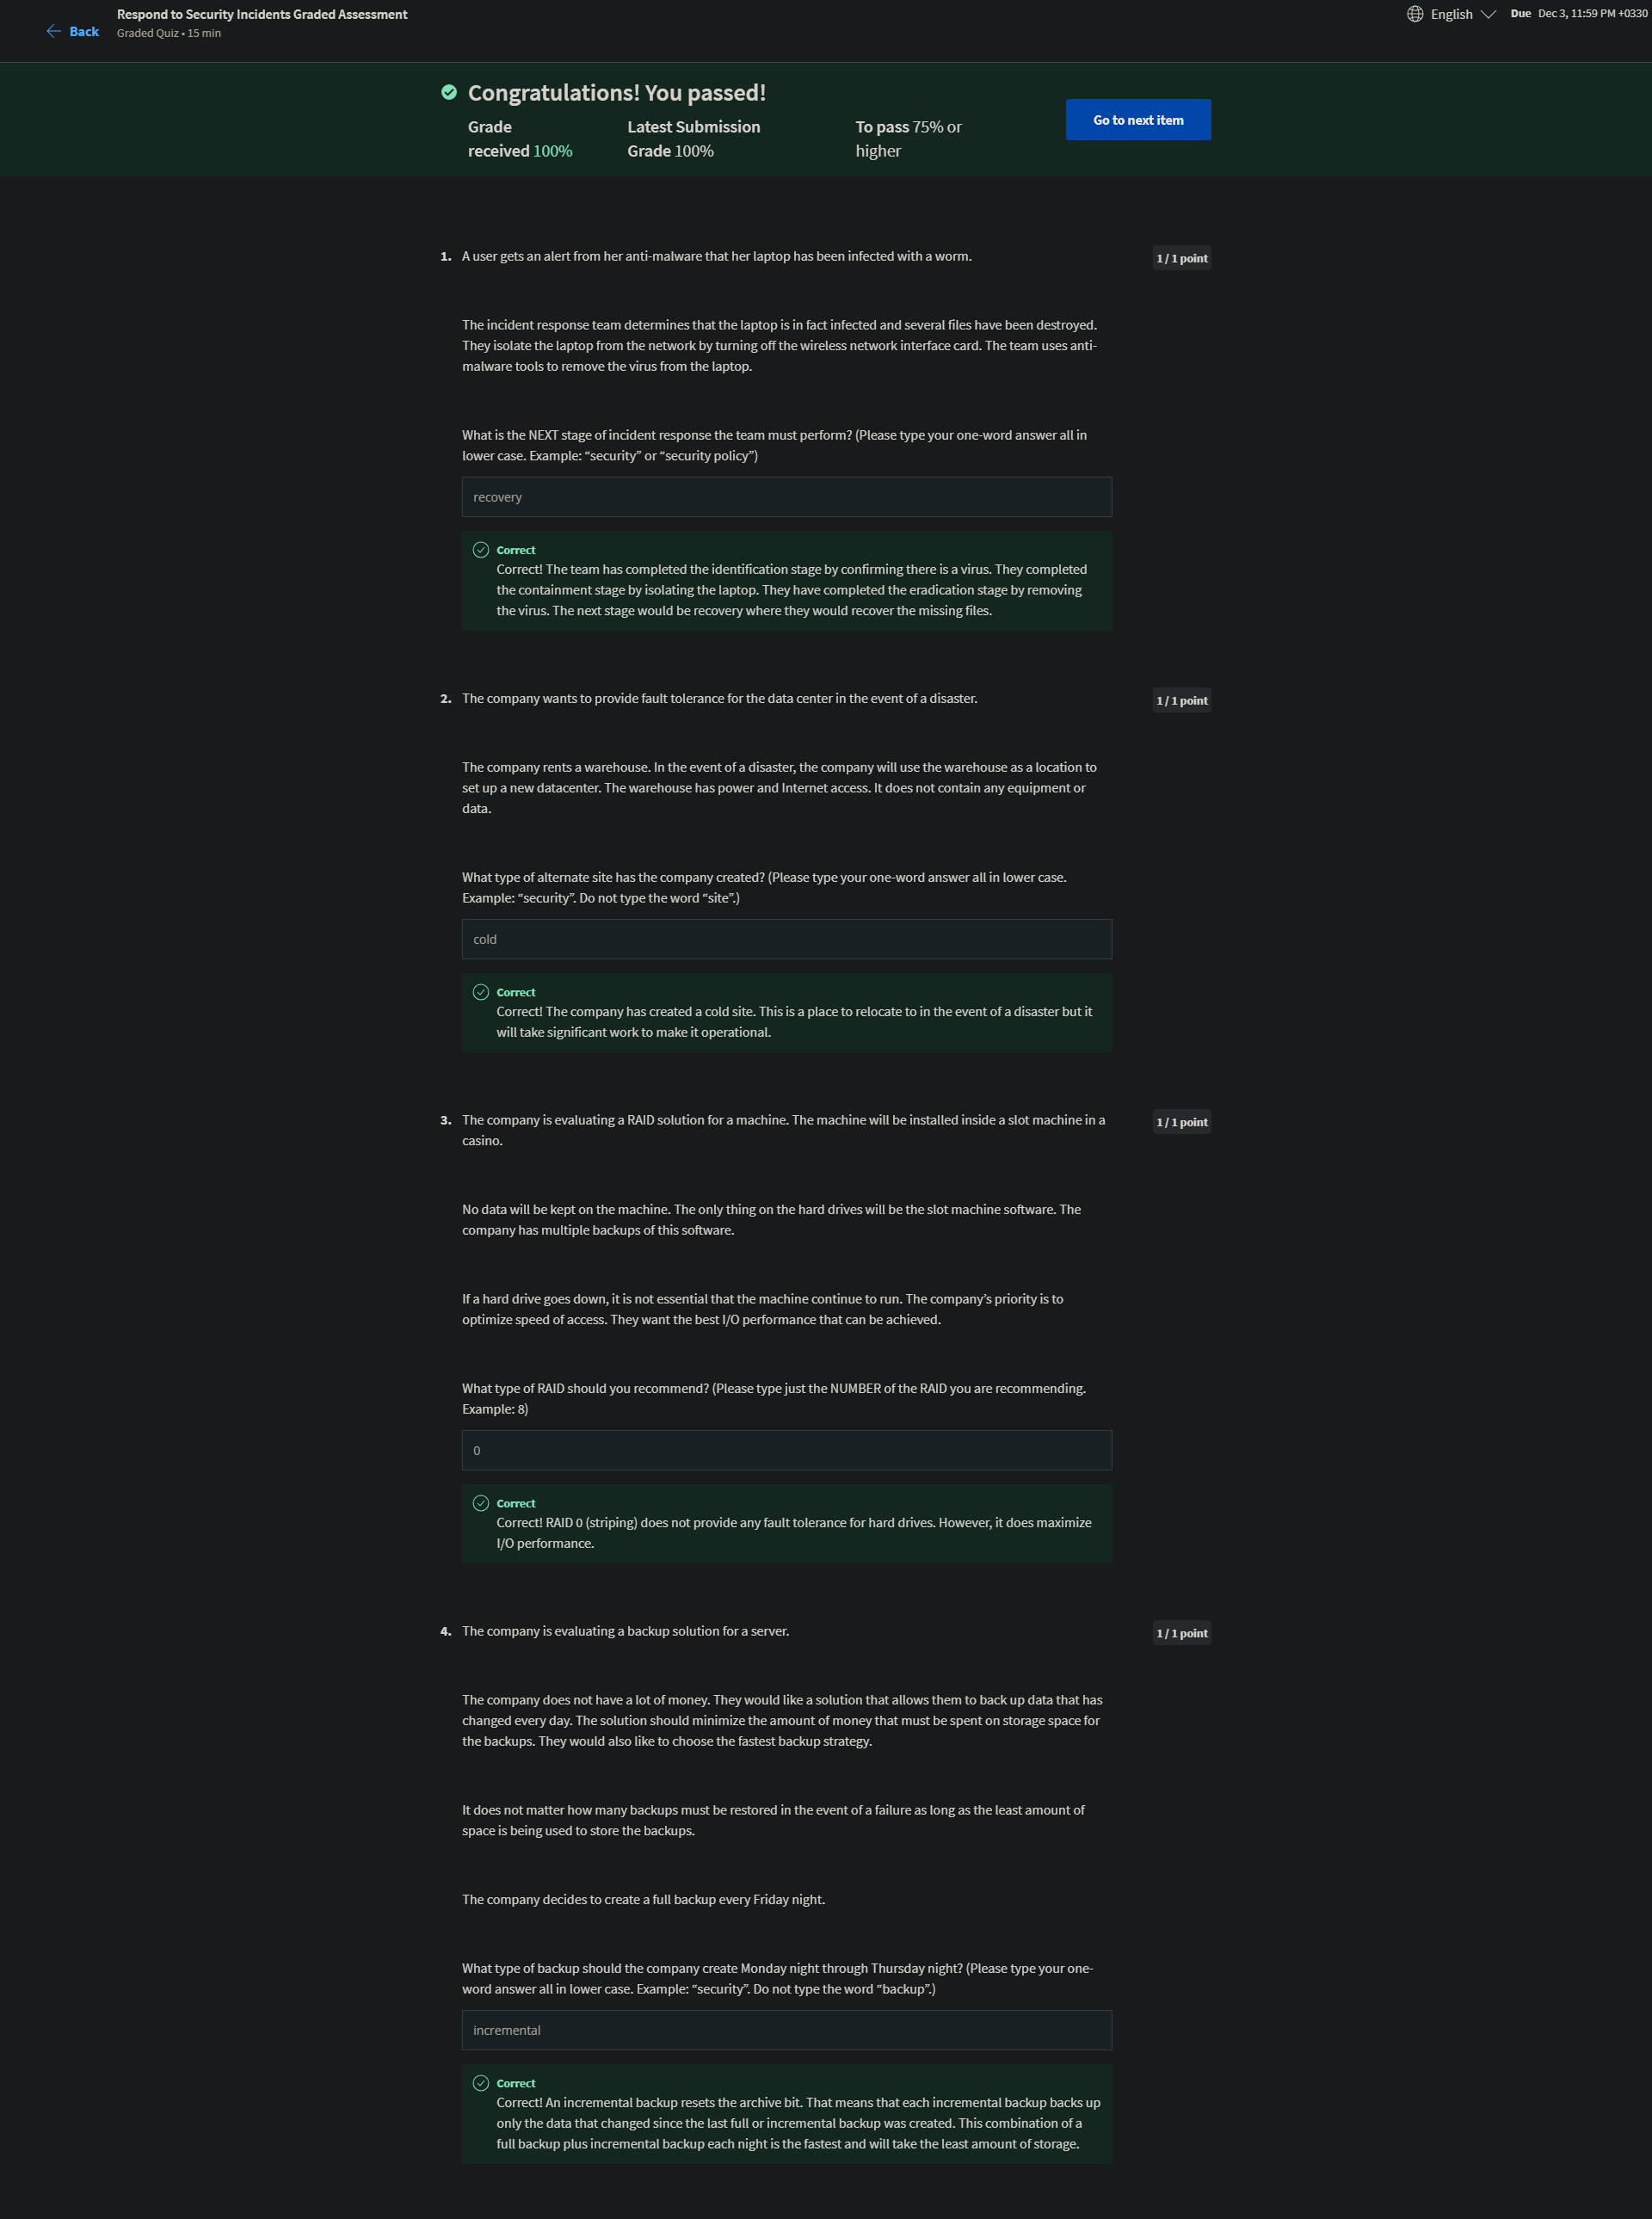 Back
Respond to Security Incidents Graded Assessment
Graded Quiz • 15 min
English
Due Dec 3, 11:59 PM +0330
Congratulations! You passed!
Grade
received 100%
Latest Submission
Grade 100%
To pass 75% or
higher
Go to next item
1. A user gets an alert from her anti-malware that her laptop has been infected with a worm.
1 / 1 point
The incident response team determines that the laptop is in fact infected and several files have been destroyed.
They isolate the laptop from the network by turning off the wireless network interface card. The team uses anti-
malware tools to remove the virus from the laptop.
What is the NEXT stage of incident response the team must perform? (Please type your one-word answer all in
lower case. Example: “security” or “security policy”)
recovery
Correct
Correct! The team has completed the identification stage by confirming there is a virus. They completed
the containment stage by isolating the laptop. They have completed the eradication stage by removing
the virus. The next stage would be recovery where they would recover the missing files.
2. The company wants to provide fault tolerance for the data center in the event of a disaster.
1 / 1 point
The company rents a warehouse. In the event of a disaster, the company will use the warehouse as a location to
set up a new datacenter. The warehouse has power and Internet access. It does not contain any equipment or
data.
What type of alternate site has the company created? (Please type your one-word answer all in lower case.
Example: “security”. Do not type the word “site”.)
cold
Correct
Correct! The company has created a cold site. This is a place to relocate to in the event of a disaster but it
will take significant work to make it operational.
3. The company is evaluating a RAID solution for a machine. The machine will be installed inside a slot machine in a
casino.
1 / 1 point
No data will be kept on the machine. The only thing on the hard drives will be the slot machine software. The
company has multiple backups of this software.
If a hard drive goes down, it is not essential that the machine continue to run. The company’s priority is to
optimize speed of access. They want the best I/O performance that can be achieved.
What type of RAID should you recommend? (Please type just the NUMBER of the RAID you are recommending.
Example: 8)
0
Correct
Correct! RAID 0 (striping) does not provide any fault tolerance for hard drives. However, it does maximize
I/O performance.
4. The company is evaluating a backup solution for a server.
1 / 1 point
The company does not have a lot of money. They would like a solution that allows them to back up data that has
changed every day. The solution should minimize the amount of money that must be spent on storage space for
the backups. They would also like to choose the fastest backup strategy.
It does not matter how many backups must be restored in the event of a failure as long as the least amount of
space is being used to store the backups.
The company decides to create a full backup every Friday night.
What type of backup should the company create Monday night through Thursday night? (Please type your one-
word answer all in lower case. Example: “security”. Do not type the word “backup”.)
incremental
Correct
Correct! An incremental backup resets the archive bit. That means that each incremental backup backs up
only the data that changed since the last full or incremental backup was created. This combination of a
full backup plus incremental backup each night is the fastest and will take the least amount of storage.